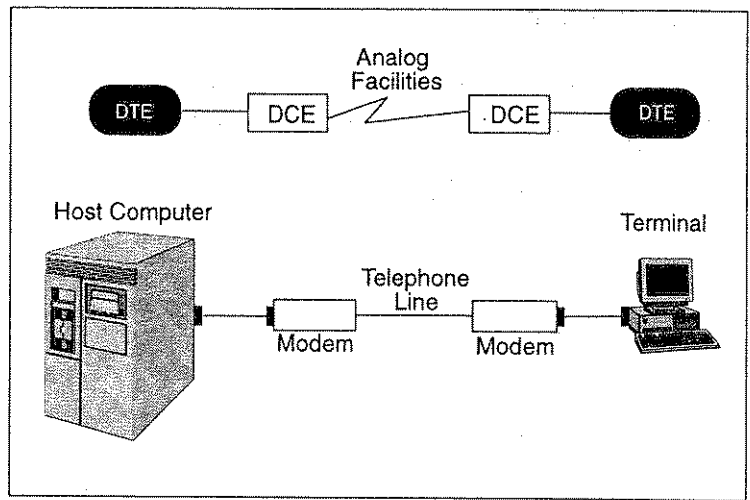 Analog
Facilities
DTE
DCE
DCE
DTE
Host Computer
Terminal
Telephone
Line
Modem
Modem